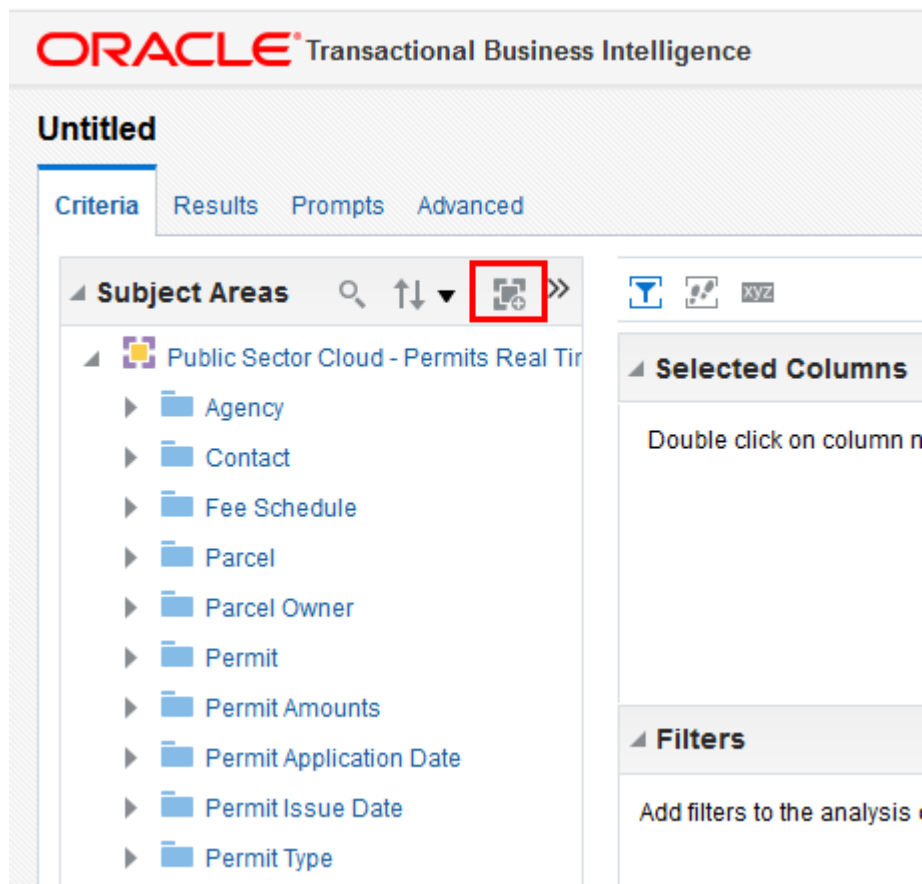 ORACLE Transactional Business Intelligence
Untitled
Criteria Results Prompts Advanced
Subject Areas
xyz
Public Sector Cloud - Permits Real Tir
Agency
Contact
Fee Schedule
Parcel
Parcel Owner
Permit
Permit Amounts
Permit Application Date
Permit Issue Date
Permit Type
Selected Columns
Double click on column n
Filters
Add filters to the analysis